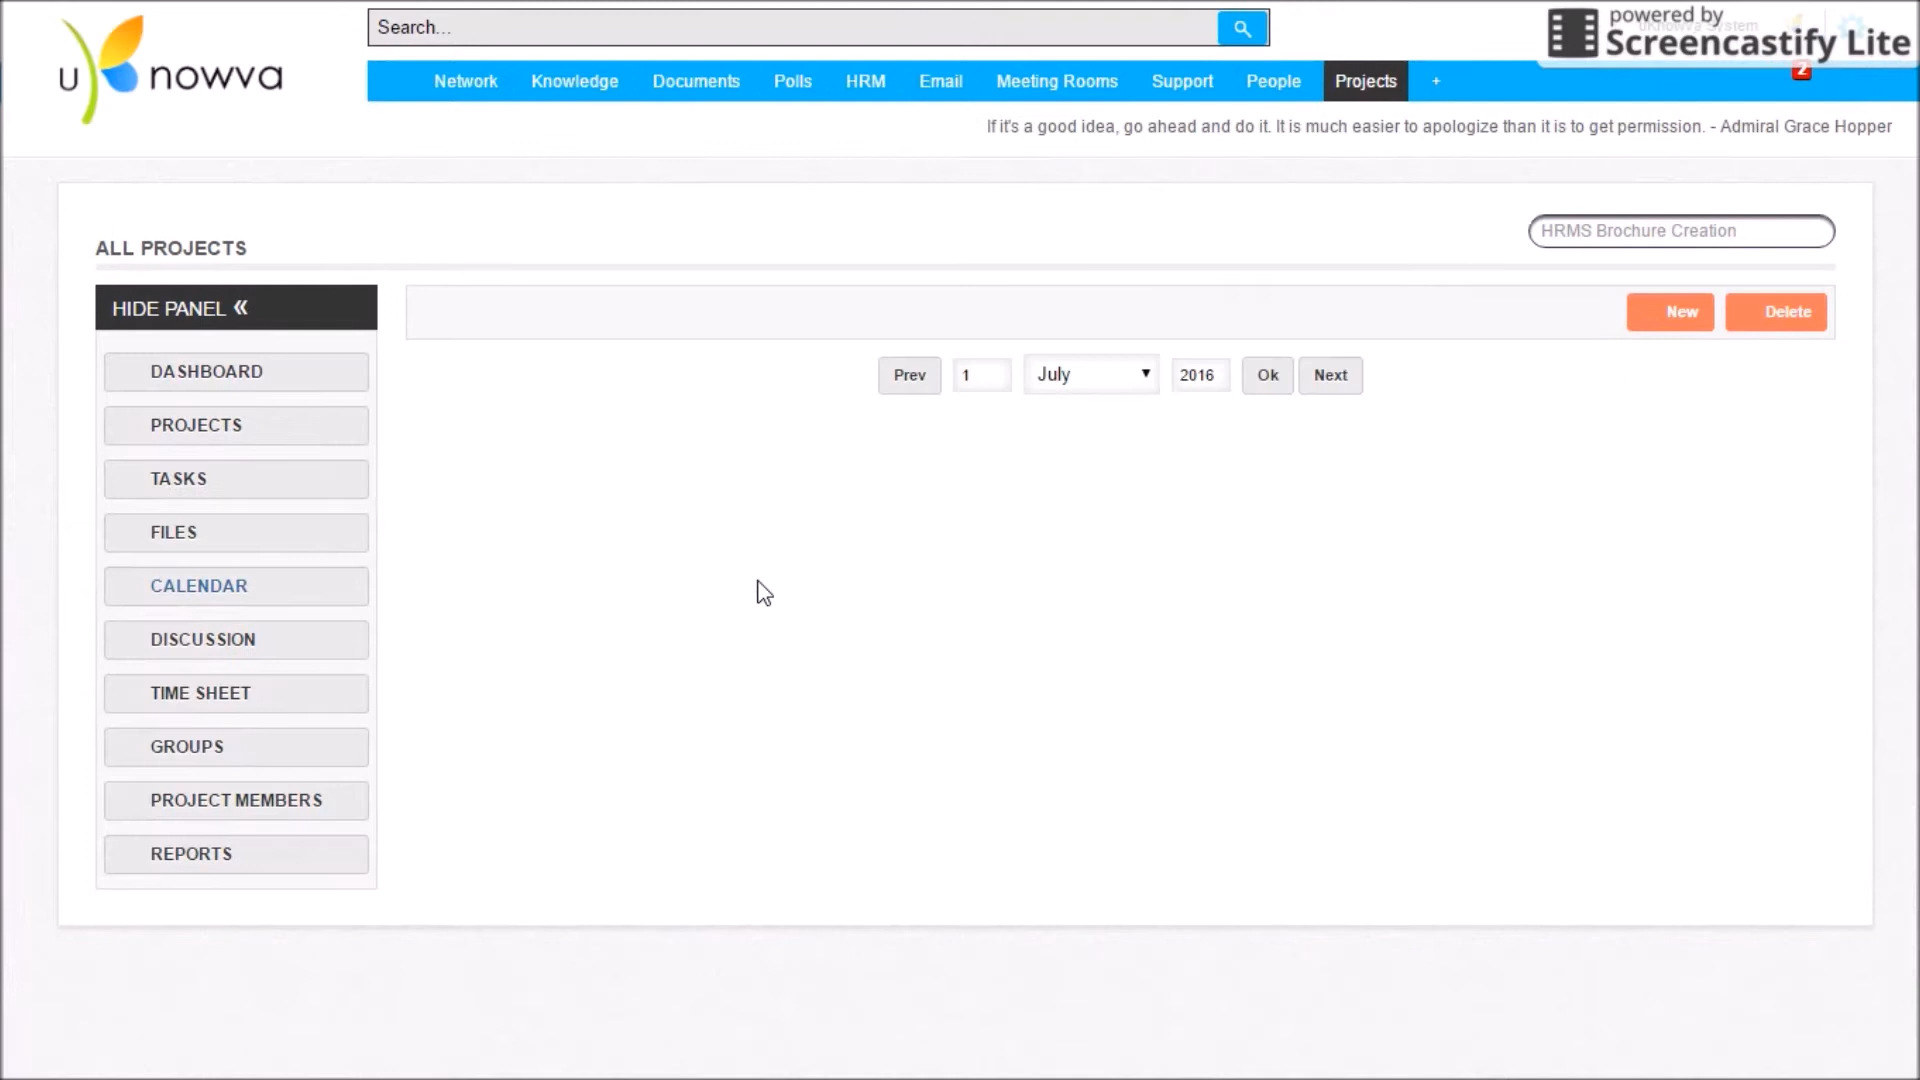 u nowva
Search...
powered by
Screencastify Lite
2
Network Knowledge Documents Polls HRM Email Meeting Rooms Support People Projects +
If it's a good idea, go ahead and do it. It is much easier to apologize than it is to get permission. - Admiral Grace Hopper
ALL PROJECTS
HRMS Brochure Creation
HIDE PANEL «
New Delete
Prev 1 July 2016 Ok Next
DASHBOARD
PROJECTS
TASKS
FILES
CALENDAR
DISCUSSION
TIME SHEET
GROUPS
PROJECT MEMBERS
REPORTS